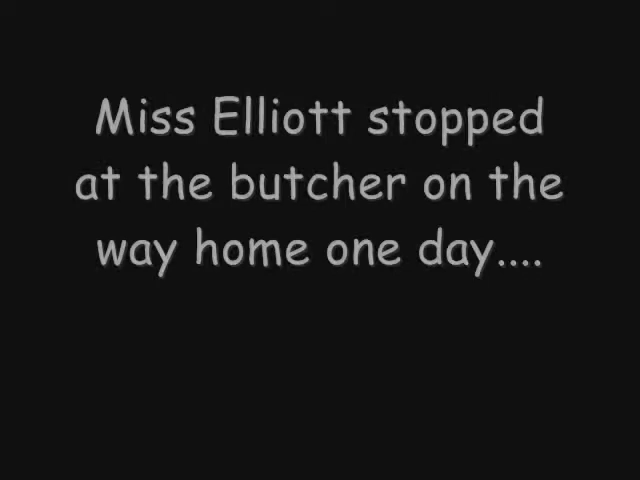 Miss Elliott stopped
at the butcher on the
way home one day....